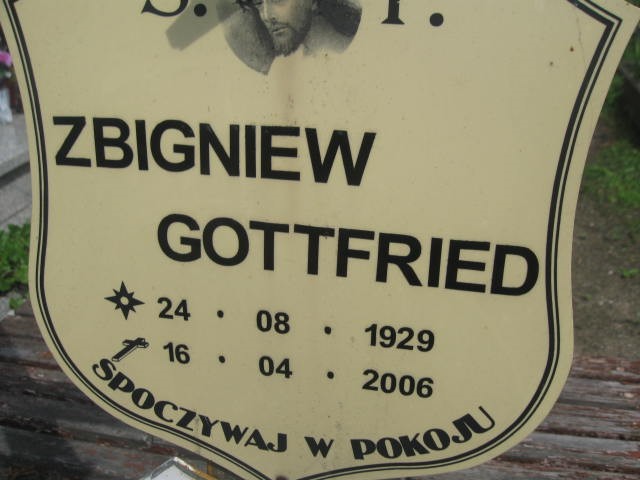 Ś. P.
ZBIGNIEW
GOTTFRIED
24 · 08 · 1929
16 · 04 · 2006
SPOCZYWAJ W POKOJU